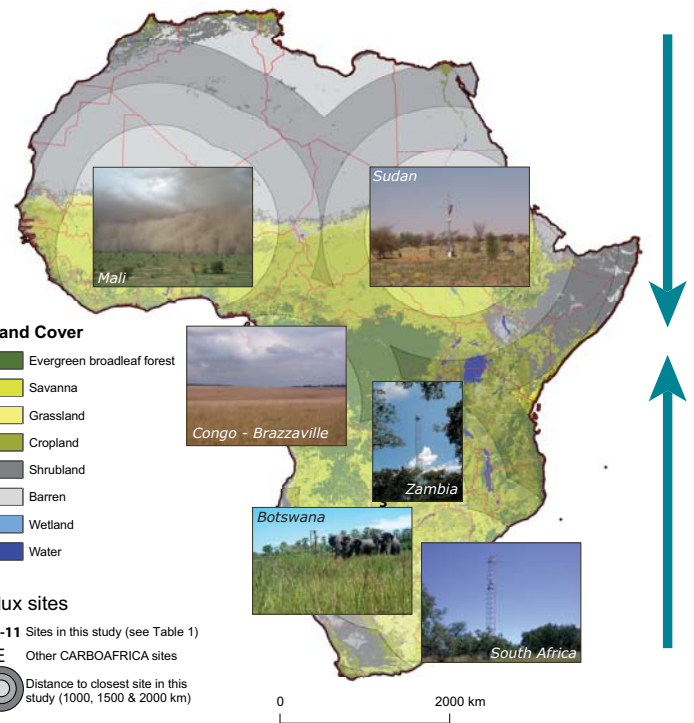 Sudan
Mali
and Cover
Evergreen broadleaf forest
Savanna
Grassland
Cropland
Shrubland
Barren
Wetland
Water
Congo - Brazzaville
Zambia
Botswana
South Africa
lux sites
-11 Sites in this study (see Table 1)
E Other CARBOAFRICA sites
Distance to closest site in this
study (1000, 1500 & 2000 km)
0 2000 km